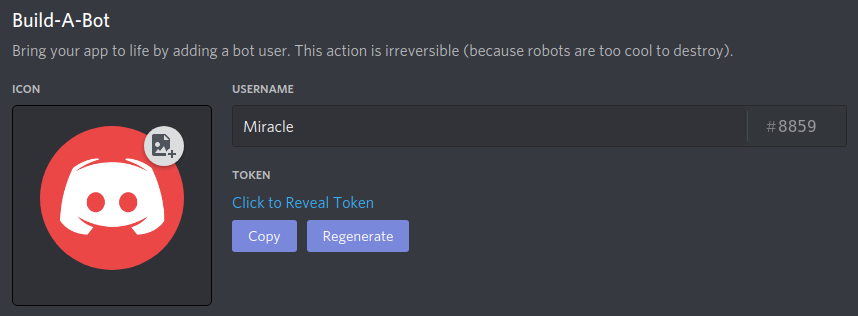 Build-A-Bot
Bring your app to life by adding a bot user. This action is irreversible (because robots are too cool to destroy).
ICON
USERNAME
Miracle #8859
TOKEN
Click to Reveal Token
Copy Regenerate